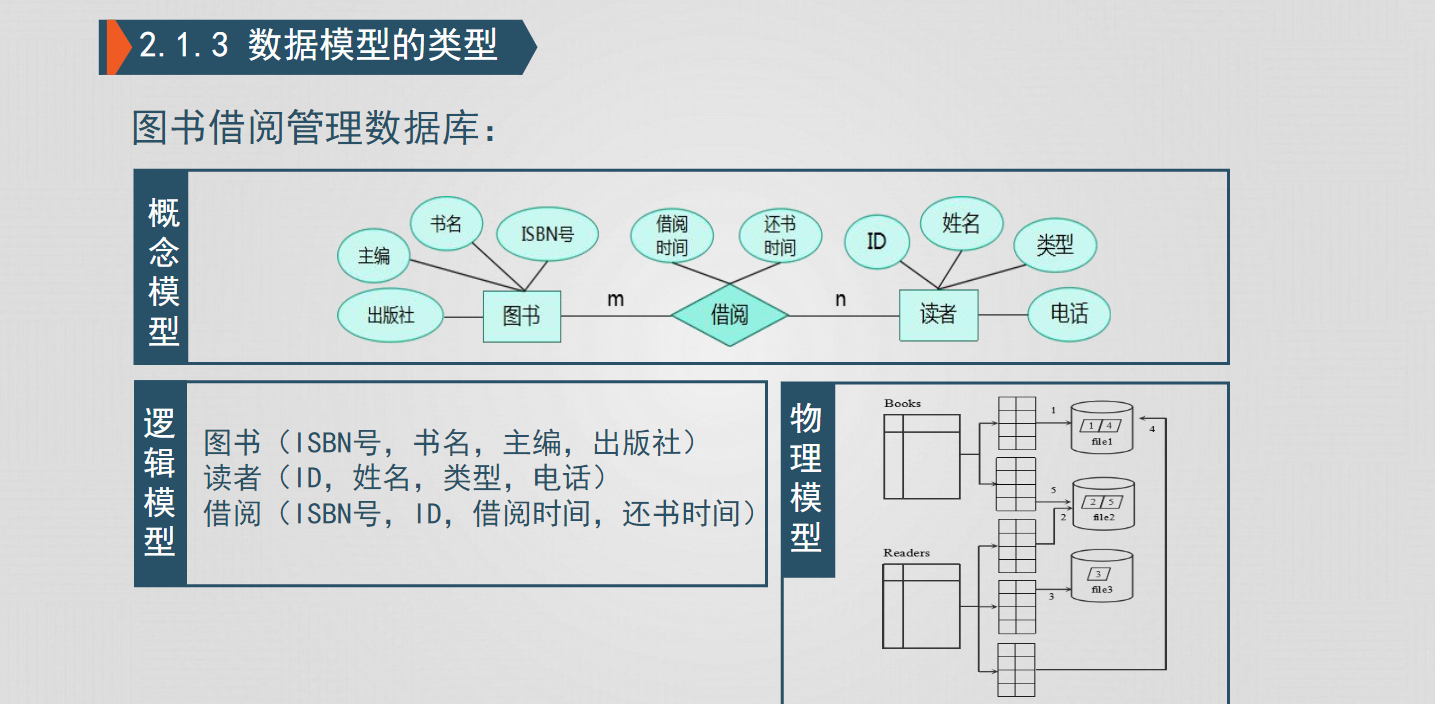 2.1.3 数据模型的类型
图书借阅管理数据库：
概念模型
主编
书名
ISBN号
出版社
图书
m
借阅
时间
还书
时间
借阅
n
ID
姓名
类型
读者
电话
逻辑模型
图书（ISBN号，书名，主编，出版社）
读者（ID，姓名，类型，电话）
借阅（ISBN号，ID，借阅时间，还书时间）
物理模型
Books
1
1 4
file1
4
5
2
2 5
file2
Readers
3
3
file3